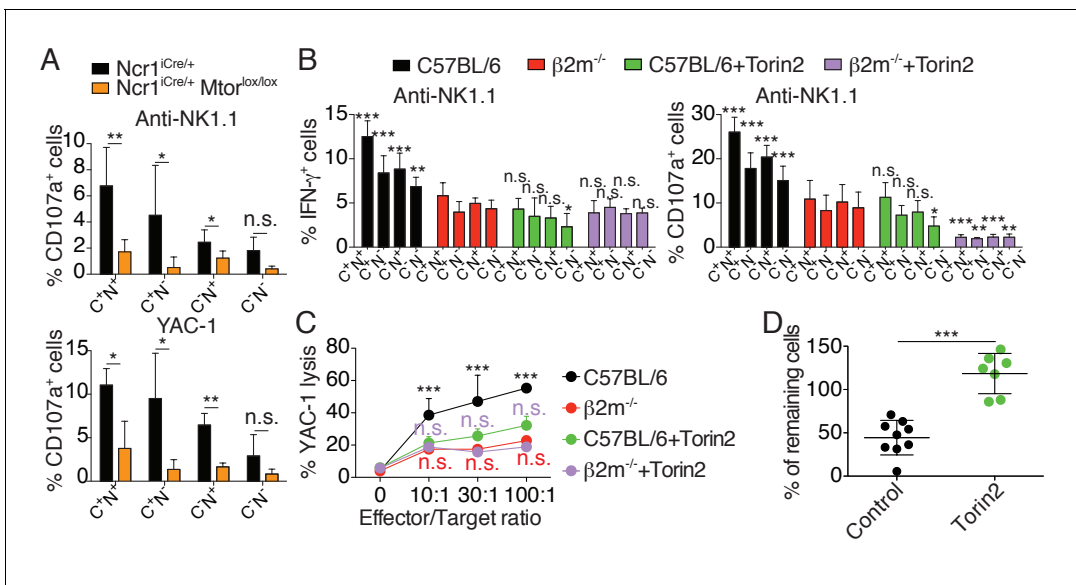 A
Ncr1iCre/+
Ncr1iCre/+ Mtorlox/lox
Anti-NK1.1
% CD107a+ cells
10
8
6
4
2
0
** * * n.s.
C+N+ C+N- C-N+ C-N-
YAC-1
% CD107a+ cells
15
10
5
0
* * ** n.s.
C+N+ C+N- C-N+ C-N-
B
C57BL/6 β2m-/- C57BL/6+Torin2 β2m-/-+Torin2
Anti-NK1.1
% IFN-γ+ cells
15
10
5
0
*** *** *** ** n.s. n.s. n.s. * n.s. n.s. n.s. n.s.
C+N+ C+N- C-N+ C-N- C+N+ C+N- C-N+ C-N- C+N+ C+N- C-N+ C-N- C+N+ C+N- C-N+ C-N-
Anti-NK1.1
% CD107a+ cells
30
20
10
0
*** *** *** *** n.s. n.s. n.s. * *** ** *** **
C+N+ C+N- C-N+ C-N- C+N+ C+N- C-N+ C-N- C+N+ C+N- C-N+ C-N- C+N+ C+N- C-N+ C-N-
C
% YAC-1 lysis
80
60
40
20
0
*** *** ***
n.s. n.s. n.s.
n.s. n.s. n.s.
0 10:1 30:1 100:1
Effector/Target ratio
C57BL/6
β2m-/-
C57BL/6+Torin2
β2m-/-+Torin2
D
% of remaining cells
150
100
50
0
***
Control Torin2